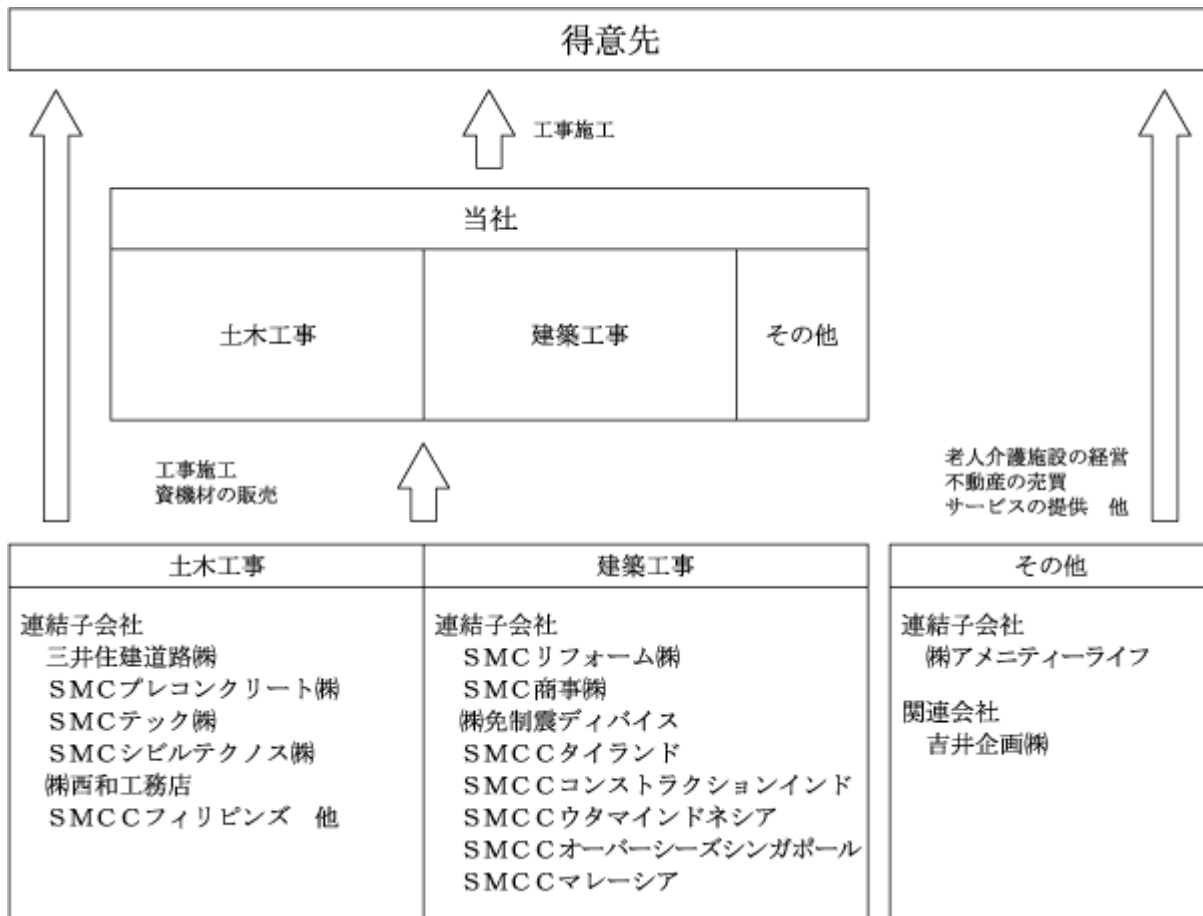 得意先
工事施工
当社
土木工事
建築工事
その他
工事施工
資機材の販売
老人介護施設の経営
不動産の売買
サービスの提供　他
土木工事
連結子会社
三井住建道路㈱
ＳＭＣプレコンクリート㈱
ＳＭＣテック㈱
ＳＭＣシビルテクノス㈱
㈱西和工務店
ＳＭＣＣフィリピンズ　他
建築工事
連結子会社
ＳＭＣリフォーム㈱
ＳＭＣ商事㈱
㈱免制震ディバイス
ＳＭＣＣタイランド
ＳＭＣＣコンストラクションインド
ＳＭＣＣウタマインドネシア
ＳＭＣＣオーバーシーズシンガポール
ＳＭＣＣマレーシア
その他
連結子会社
㈱アメニティーライフ
関連会社
吉井企画㈱